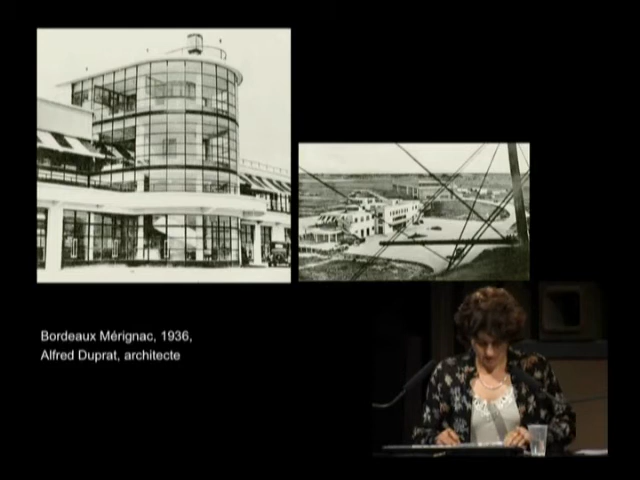 Bordeaux Mérignac, 1936,
Alfred Duprat, architecte